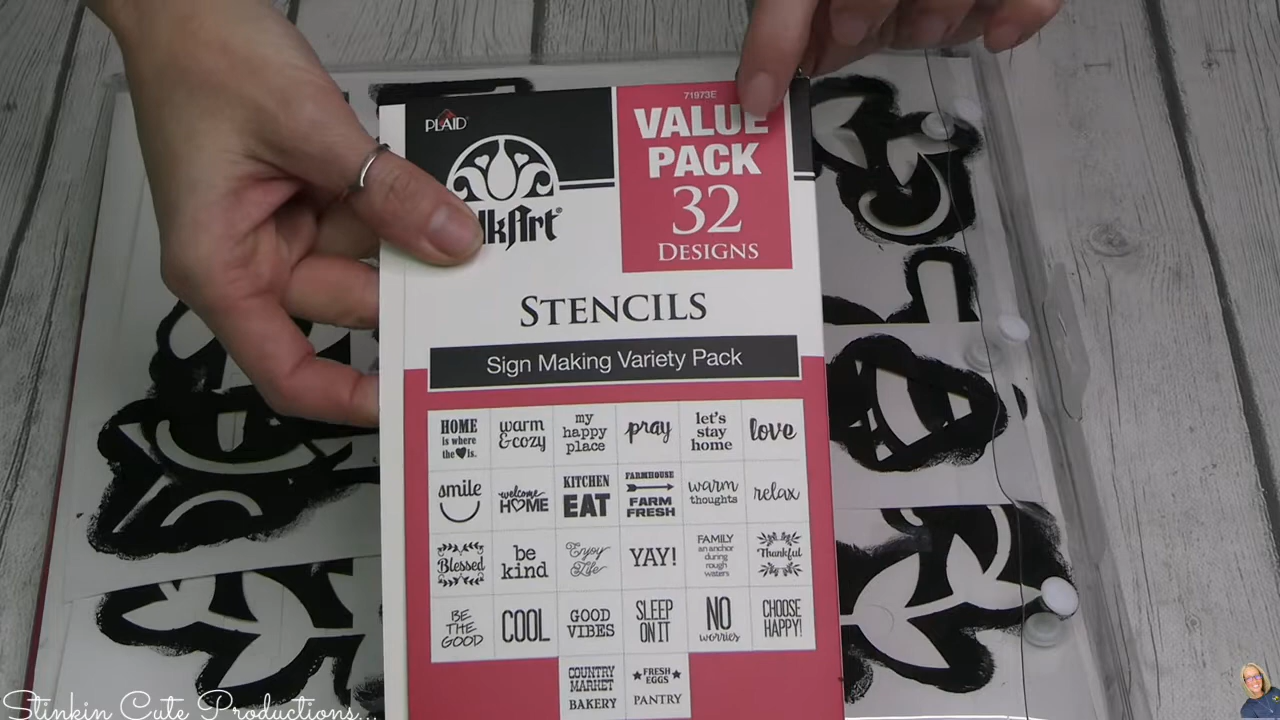 71973E
PLAID®
VALUE
PACK
32
DESIGNS
lkArt®
STENCILS
Sign Making Variety Pack
HOME
is where
the♥is.
warm
&cozy
my
happy
place
pray
let's
stay
home
love
smile
welcome
HOME
KITCHEN
EAT
FARMHOUSE
FARM
FRESH
warm
thoughts
relax
Blessed
be
kind
Enjoy
Life
YAY!
FAMILY
an anchor
during
rough
waters
Thankful
BE
THE
GOOD
COOL
GOOD
VIBES
SLEEP
ON IT
NO
worries
CHOOSE
HAPPY!
COUNTRY
MARKET
BAKERY
★FRESH★
EGGS
PANTRY
Stinkin Cute Productions...